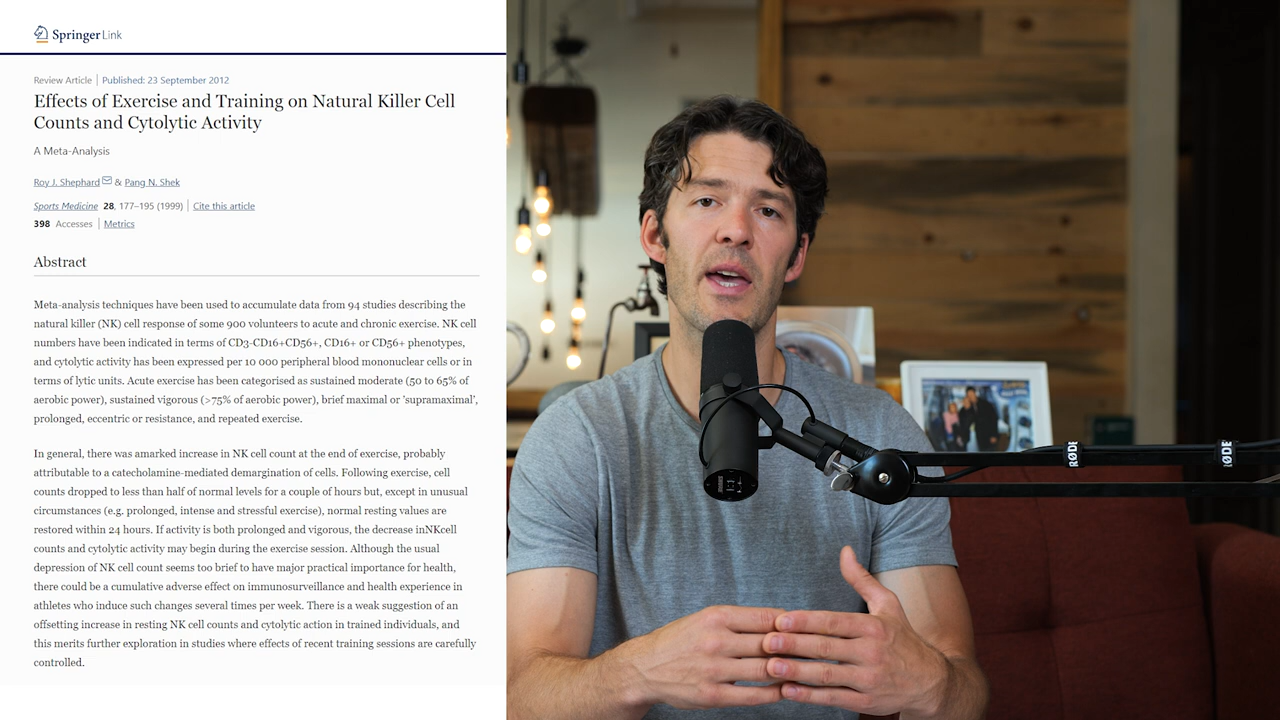 Springer Link
Review Article | Published: 23 September 2012
Effects of Exercise and Training on Natural Killer Cell
Counts and Cytolytic Activity
A Meta-Analysis
Roy J. Shephard & Pang N. Shek
Sports Medicine 28, 177–195 (1999) | Cite this article
398 Accesses | Metrics
Abstract
Meta-analysis techniques have been used to accumulate data from 94 studies describing the
natural killer (NK) cell response of some 900 volunteers to acute and chronic exercise. NK cell
numbers have been indicated in terms of CD3-CD16+CD56+, CD16+ or CD56+ phenotypes,
and cytolytic activity has been expressed per 10 000 peripheral blood mononuclear cells or in
terms of lytic units. Acute exercise has been categorised as sustained moderate (50 to 65% of
aerobic power), sustained vigorous (>75% of aerobic power), brief maximal or 'supramaximal',
prolonged, eccentric or resistance, and repeated exercise.
In general, there was amarked increase in NK cell count at the end of exercise, probably
attributable to a catecholamine-mediated demargination of cells. Following exercise, cell
counts dropped to less than half of normal levels for a couple of hours but, except in unusual
circumstances (e.g. prolonged, intense and stressful exercise), normal resting values are
restored within 24 hours. If activity is both prolonged and vigorous, the decrease inNKcell
counts and cytolytic activity may begin during the exercise session. Although the usual
depression of NK cell count seems too brief to have major practical importance for health,
there could be a cumulative adverse effect on immunosurveillance and health experience in
athletes who induce such changes several times per week. There is a weak suggestion of an
offsetting increase in resting NK cell counts and cytolytic action in trained individuals, and
this merits further exploration in studies where effects of recent training sessions are carefully
controlled.
RØDE
RØDE